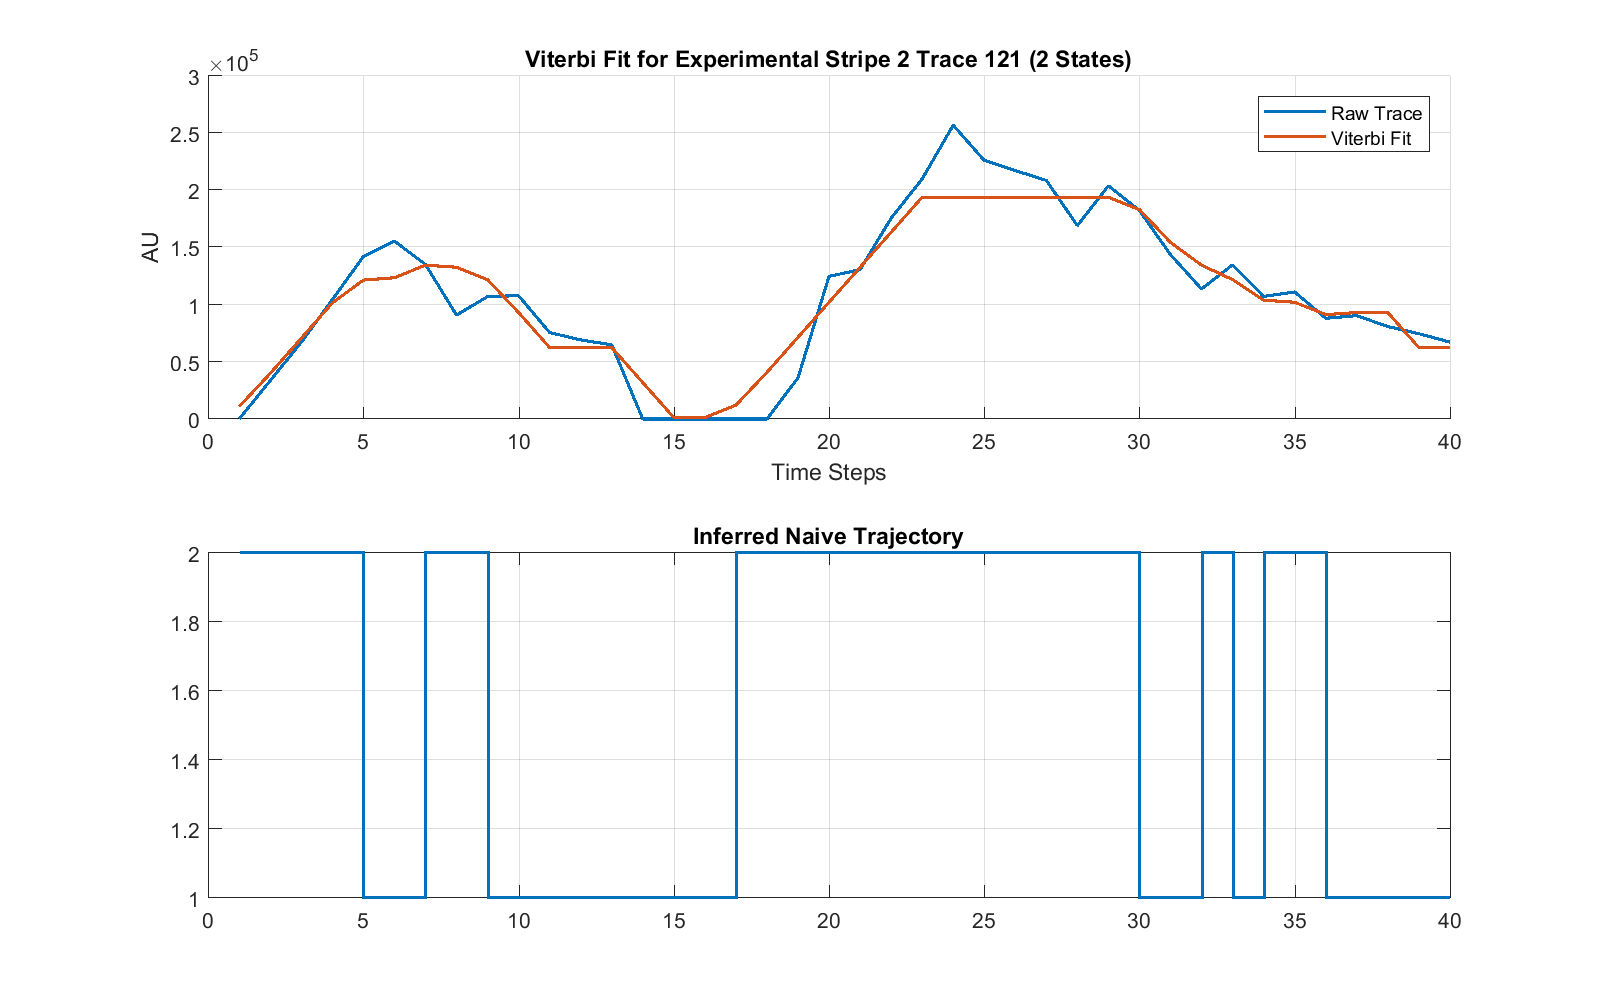 Viterbi Fit for Experimental Stripe 2 Trace 121 (2 States)
×10⁵
3
2.5
2
1.5
1
0.5
0
AU
Raw Trace
Viterbi Fit
0 5 10 15 20 25 30 35 40
Time Steps
Inferred Naive Trajectory
2
1.8
1.6
1.4
1.2
1
0 5 10 15 20 25 30 35 40